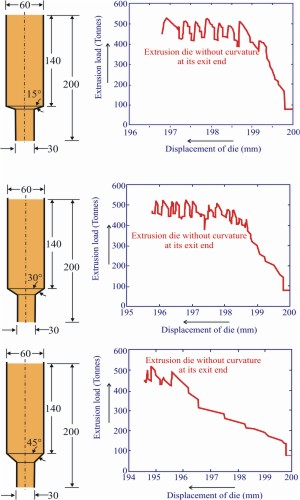 60
140
200
15°
30
Extrusion load (Tonnes)
600
500
400
300
200
100
0
Extrusion die without curvature
at its exit end
196 197 198 199 200
Displacement of die (mm)
60
140
200
30°
30
Extrusion load (Tonnes)
600
500
400
300
200
100
0
Extrusion die without curvature
at its exit end
195 196 197 198 199 200
Displacement of die (mm)
60
140
200
45°
30
Extrusion load (Tonnes)
600
500
400
300
200
100
0
Extrusion die without curvature
at its exit end
194 195 196 197 198 199 200
Displacement of die (mm)